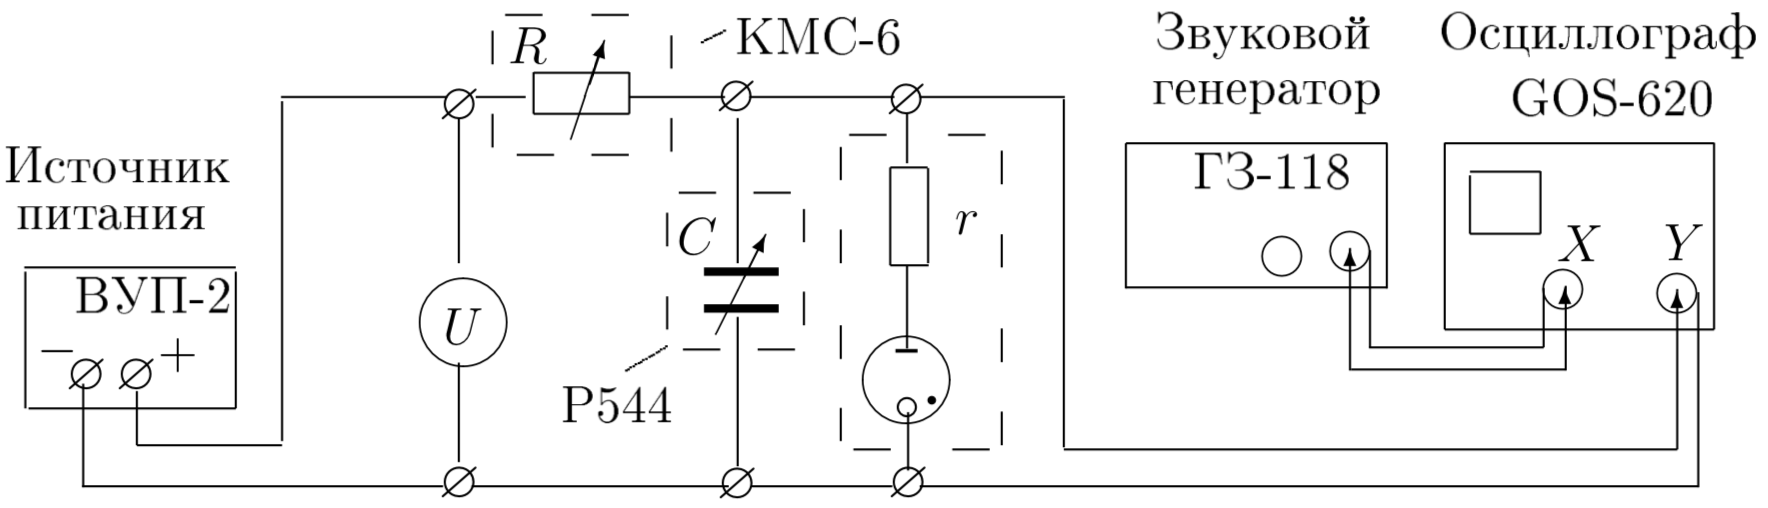 R
КМС-6
Звуковой
генератор
Осциллограф
GOS-620
Источник
питания
ВУП-2
− +
U
C
Р544
r
ГЗ-118
X Y